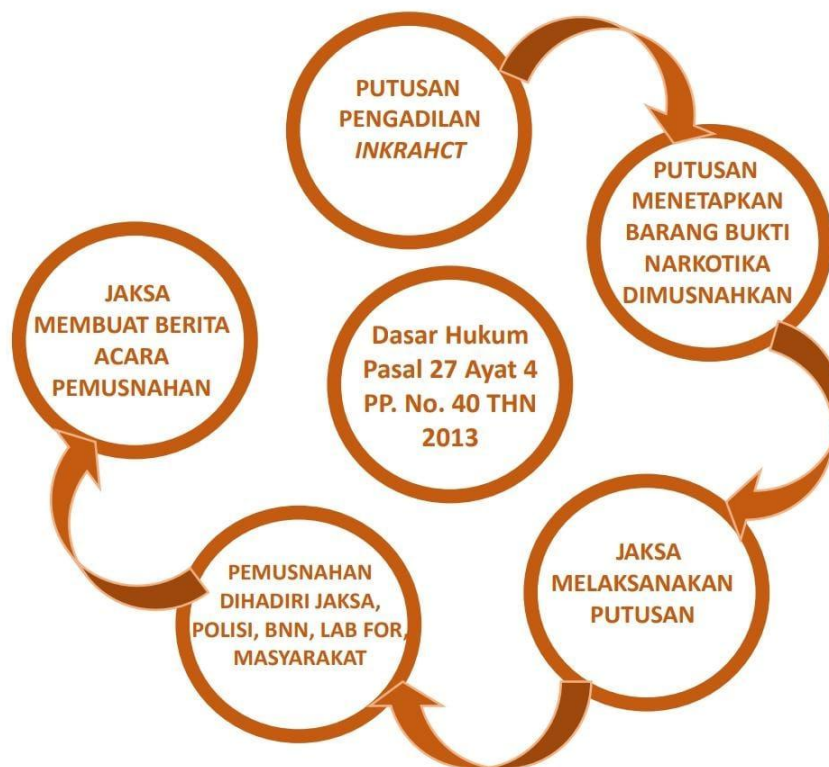 PUTUSAN
PENGADILAN
INKRAHCT
PUTUSAN
MENETAPKAN
BARANG BUKTI
NARKOTIKA
DIMUSNAHKAN
JAKSA
MELAKSANAKAN
PUTUSAN
PEMUSNAHAN
DIHADIRI JAKSA,
POLISI, BNN, LAB FOR,
MASYARAKAT
JAKSA
MEMBUAT BERITA
ACARA
PEMUSNAHAN
Dasar Hukum
Pasal 27 Ayat 4
PP. No. 40 THN
2013